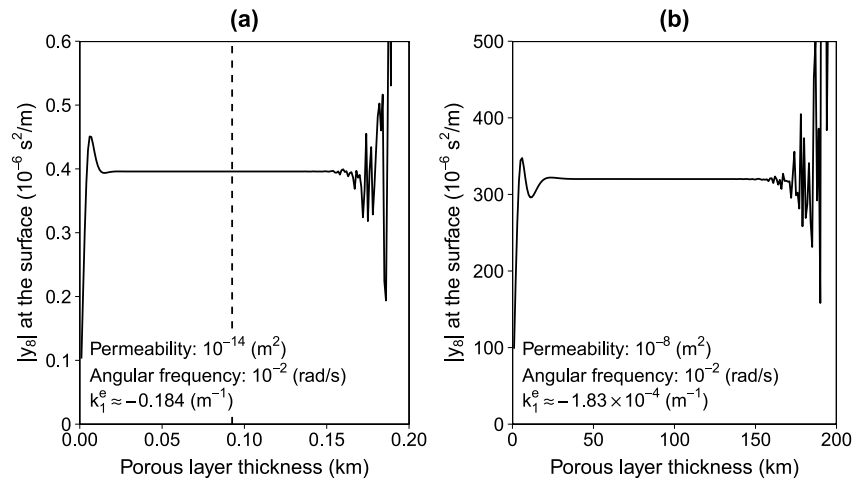 (a)
|y₈| at the surface (10⁻⁶ s²/m)
0.6
0.5
0.4
0.3
0.2
0.1
0
Permeability: 10⁻¹⁴ (m²)
Angular frequency: 10⁻² (rad/s)
k₁ᵉ ≈ −0.184 (m⁻¹)
0.00 0.05 0.10 0.15 0.20
Porous layer thickness (km)
(b)
|y₈| at the surface (10⁻⁶ s²/m)
500
400
300
200
100
0
Permeability: 10⁻⁸ (m²)
Angular frequency: 10⁻² (rad/s)
k₁ᵉ ≈ −1.83 × 10⁻⁴ (m⁻¹)
0 50 100 150 200
Porous layer thickness (km)